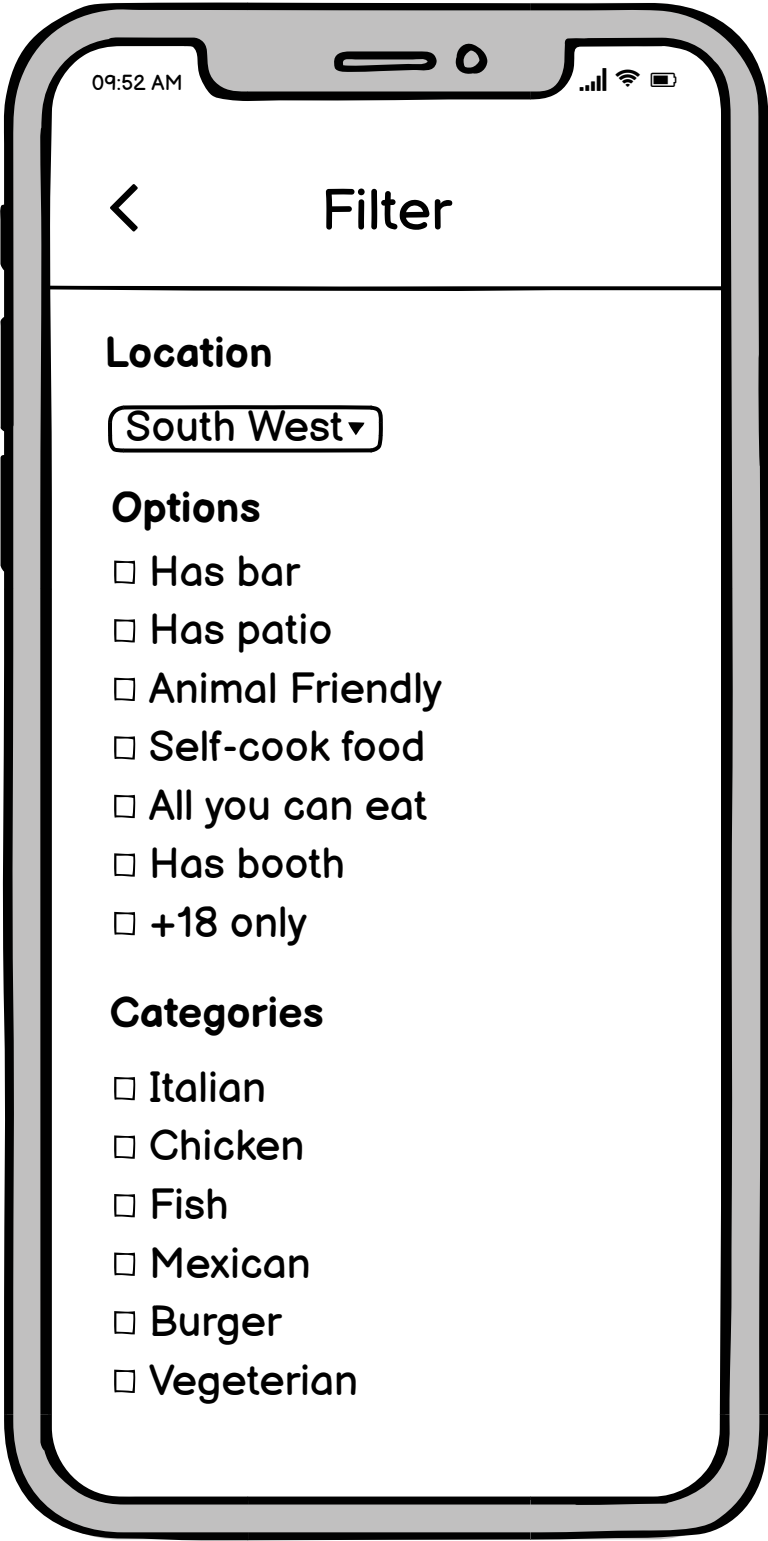 09:52 AM
Filter
Location
South West
Options
Has bar
Has patio
Animal Friendly
Self-cook food
All you can eat
Has booth
+18 only
Categories
Italian
Chicken
Fish
Mexican
Burger
Vegeterian